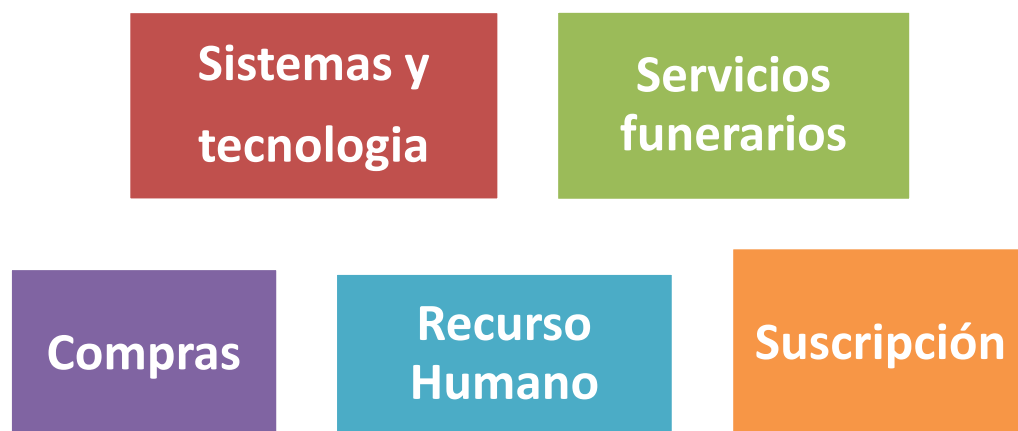 Sistemas y
tecnologia
Servicios
funerarios
Compras
Recurso
Humano
Suscripción